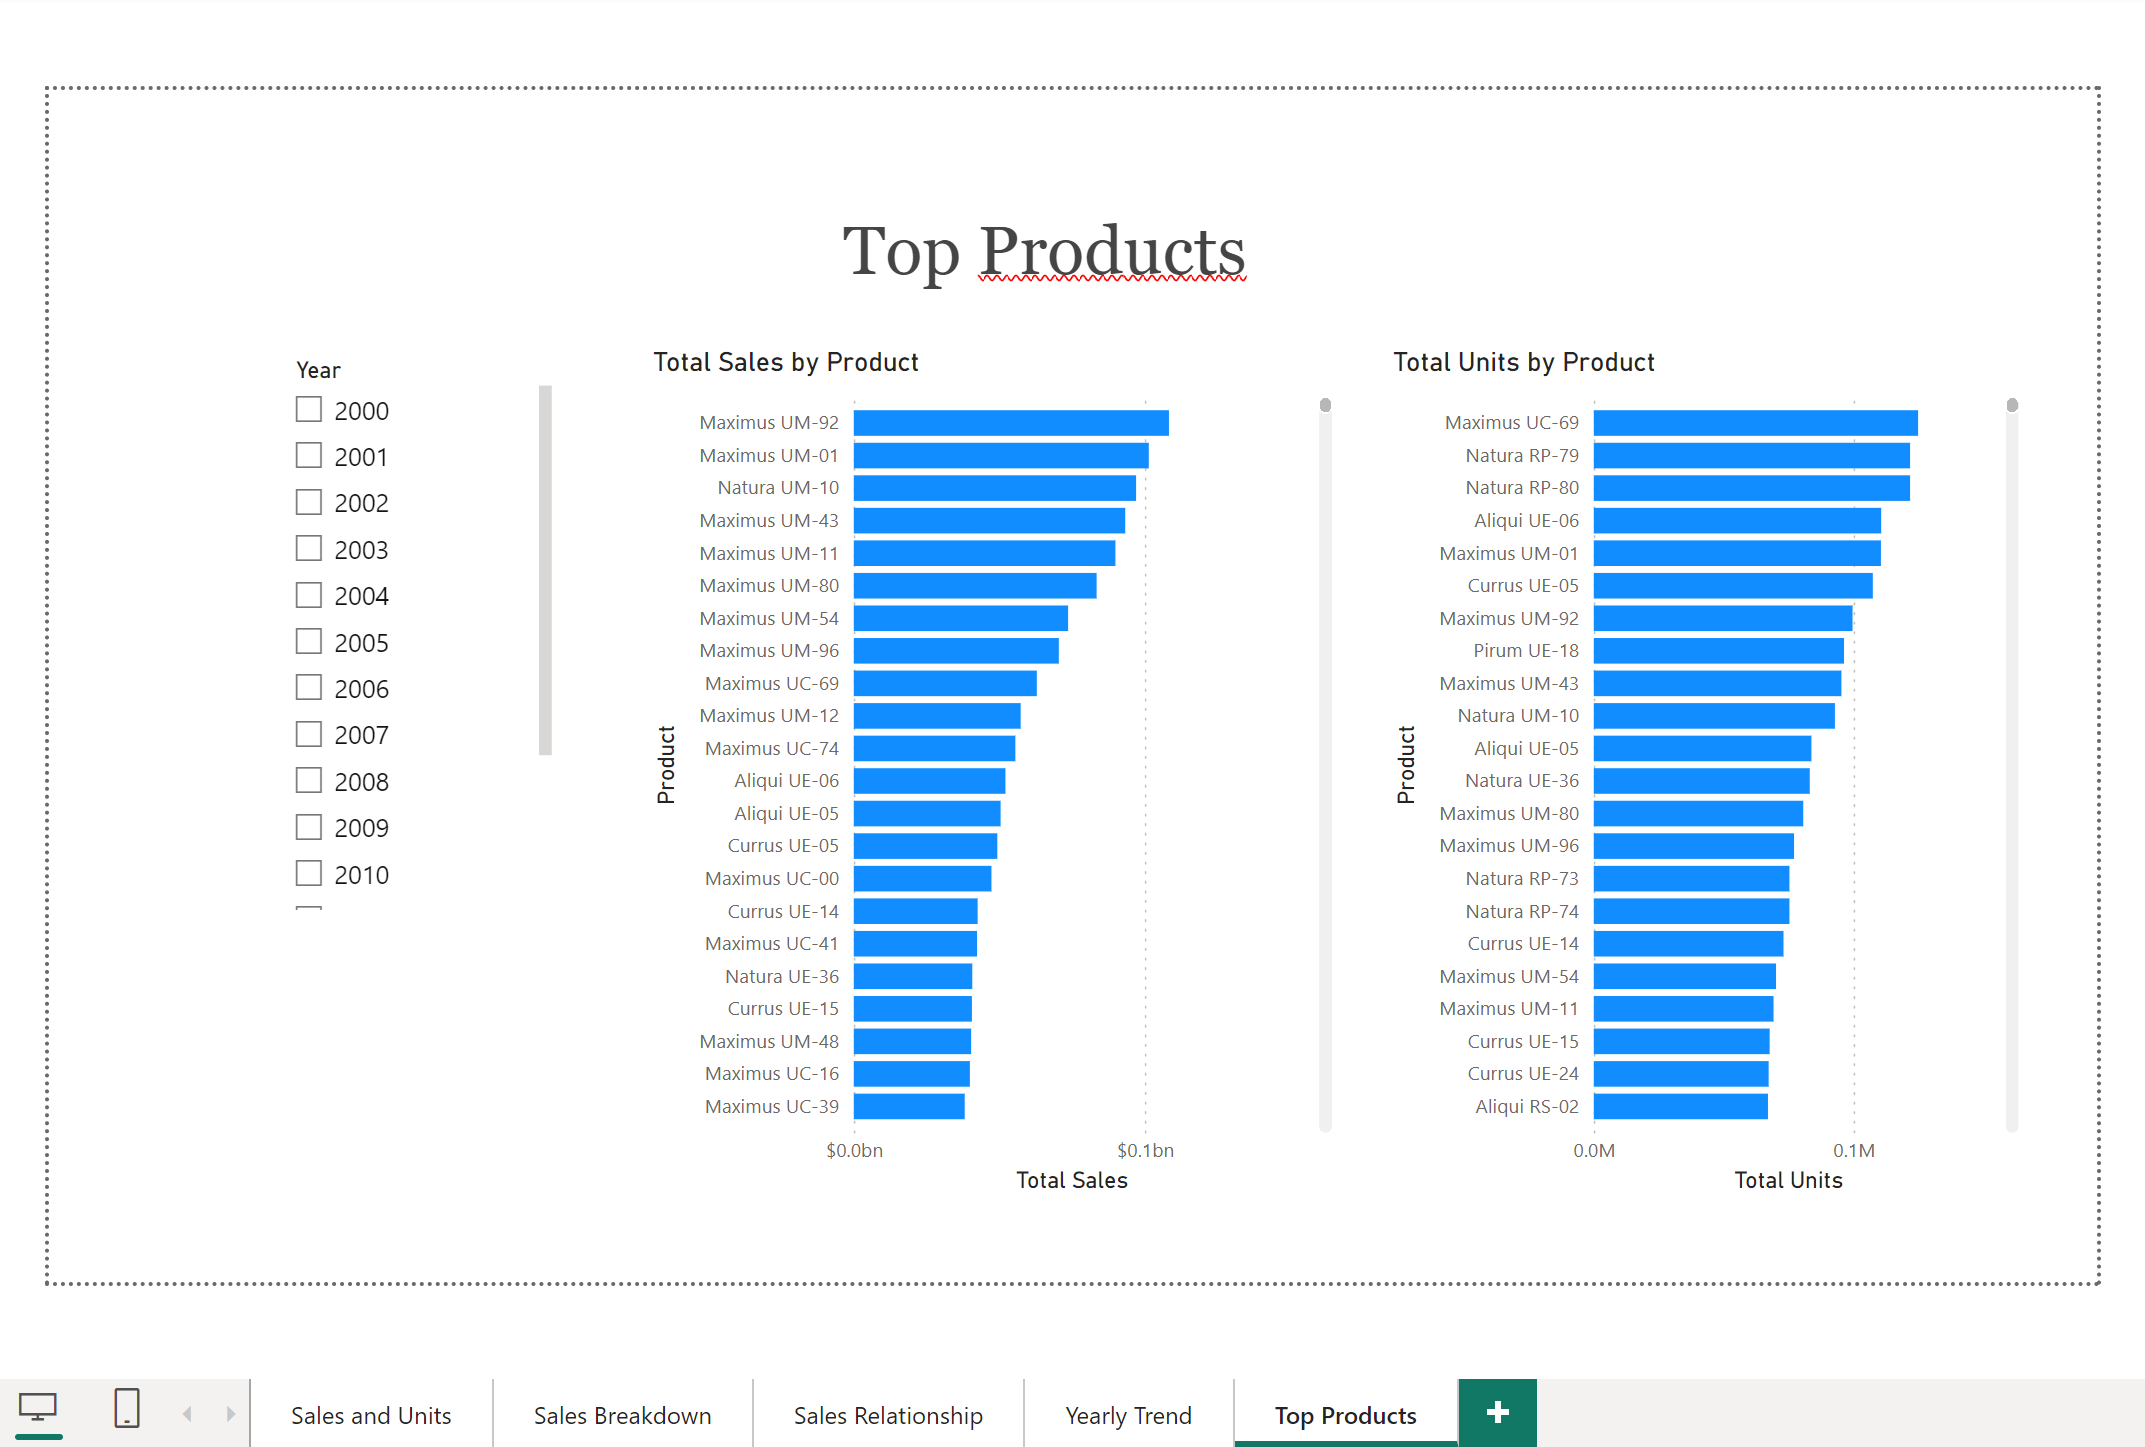 Top Products
Year
2000
2001
2002
2003
2004
2005
2006
2007
2008
2009
2010
Total Sales by Product
Product
Maximus UM-92
Maximus UM-01
Natura UM-10
Maximus UM-43
Maximus UM-11
Maximus UM-80
Maximus UM-54
Maximus UM-96
Maximus UC-69
Maximus UM-12
Maximus UC-74
Aliqui UE-06
Aliqui UE-05
Currus UE-05
Maximus UC-00
Currus UE-14
Maximus UC-41
Natura UE-36
Currus UE-15
Maximus UM-48
Maximus UC-16
Maximus UC-39
$0.0bn $0.1bn
Total Sales
Total Units by Product
Product
Maximus UC-69
Natura RP-79
Natura RP-80
Aliqui UE-06
Maximus UM-01
Currus UE-05
Maximus UM-92
Pirum UE-18
Maximus UM-43
Natura UM-10
Aliqui UE-05
Natura UE-36
Maximus UM-80
Maximus UM-96
Natura RP-73
Natura RP-74
Currus UE-14
Maximus UM-54
Maximus UM-11
Currus UE-15
Currus UE-24
Aliqui RS-02
0.0M 0.1M
Total Units
Sales and Units Sales Breakdown Sales Relationship Yearly Trend Top Products +